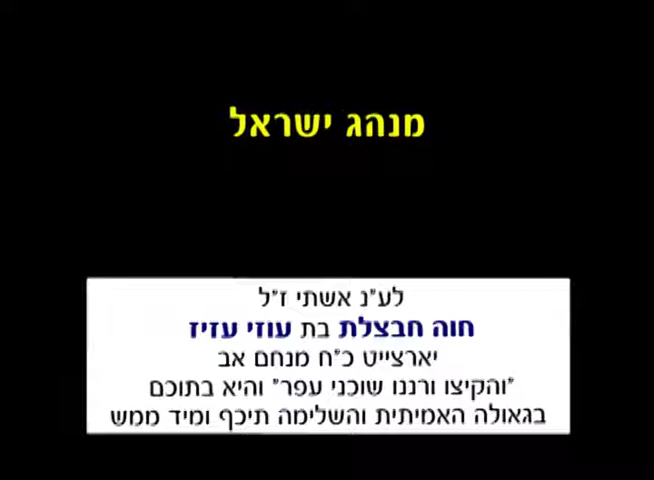 מנהג ישראל
לע"נ אשתי ז"ל
חוה חבצלת בת עוזי עזיז
יארצייט כ"ח מנחם אב
"והקיצו ורננו שוכני עפר" והיא בתוכם
בגאולה האמיתית והשלימה תיכף ומיד ממש